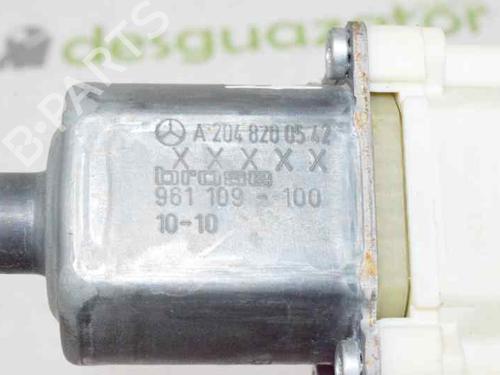 desguazator
B-PARTS
A 204 820 05 42
X X X X X
brose
961 109 - 100
10-10